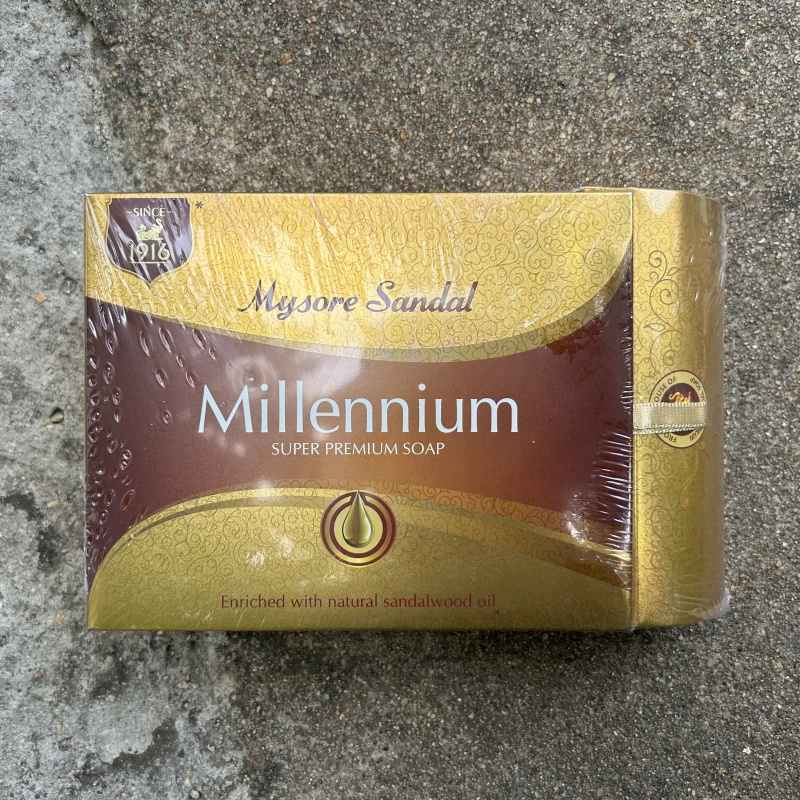 SINCE
1916
*
Mysore Sandal
Millennium
SUPER PREMIUM SOAP
Enriched with natural sandalwood oil